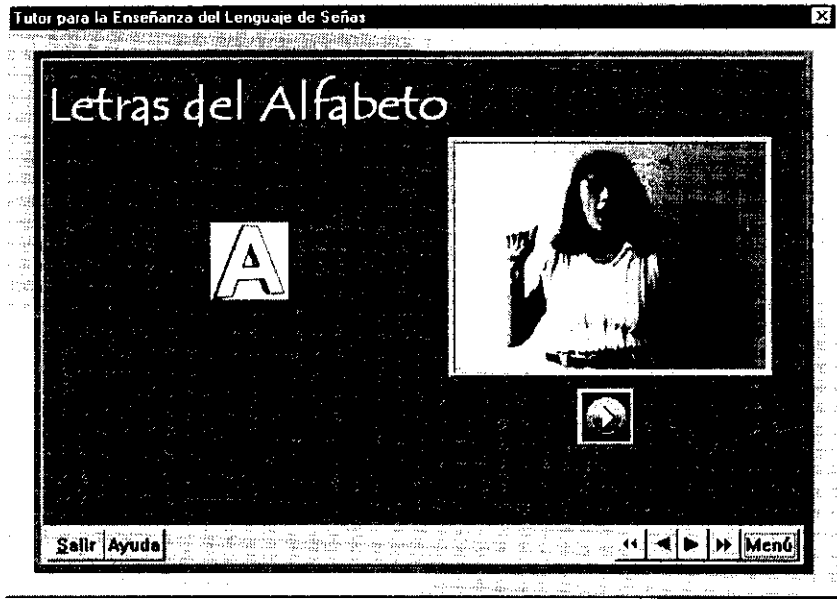 Tutor para la Enseñanza del Lenguaje de Señas
Letras del Alfabeto
A
Salir Ayuda Menú